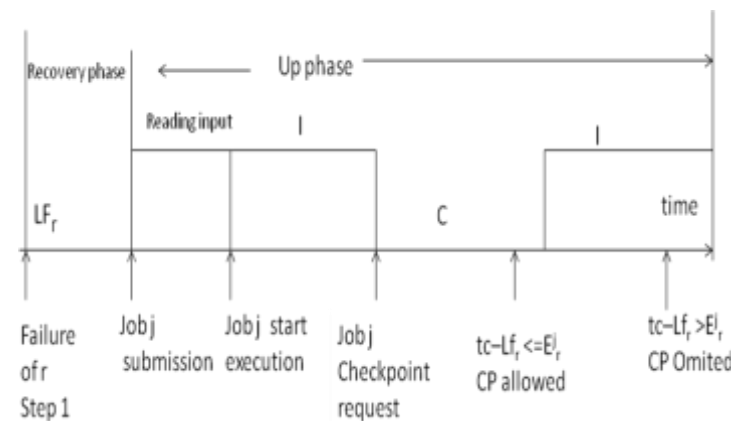 Recovery phase
Up phase
Reading input
I
I
LFr
C
time
Failure
of r
Step 1
Job j
submission
Job j start
execution
Job j
Checkpoint
request
tc–Lfr <=Ejr
CP allowed
tc–Lfr >Ejr
CP Omited